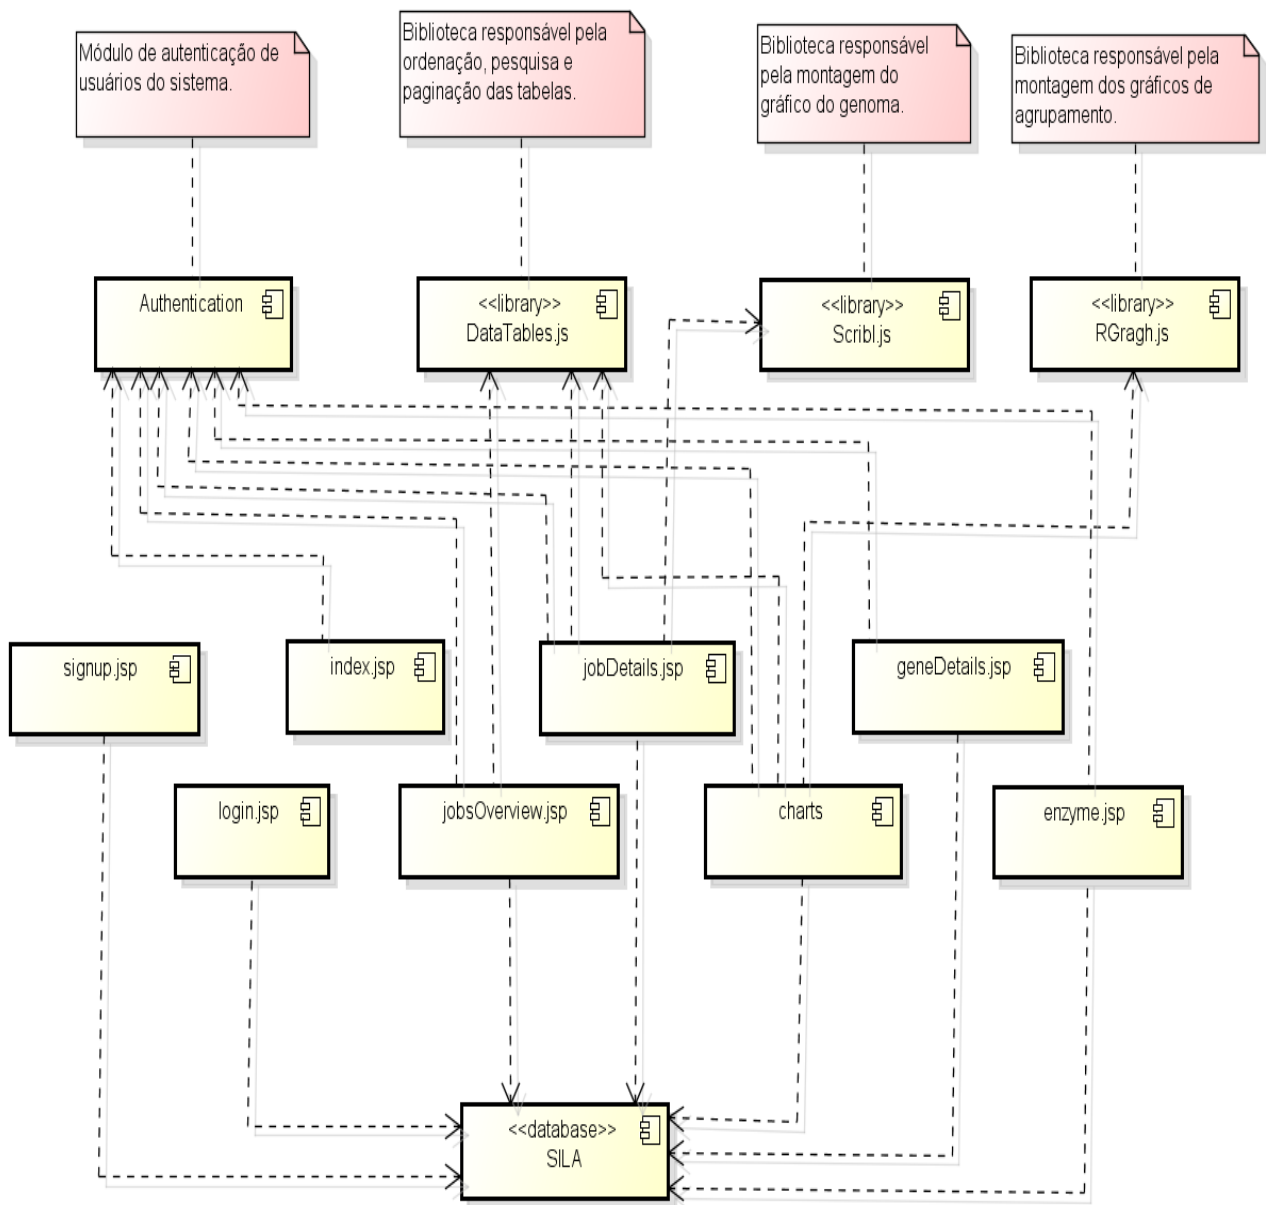 Módulo de autenticação de
usuários do sistema.
Biblioteca responsável pela
ordenação, pesquisa e
paginação das tabelas.
Biblioteca responsável
pela montagem do
gráfico do genoma.
Biblioteca responsável pela
montagem dos gráficos de
agrupamento.
Authentication
<<library>>
DataTables.js
<<library>>
Scribl.js
<<library>>
RGragh.js
signup.jsp
index.jsp
jobDetails.jsp
geneDetails.jsp
login.jsp
jobsOverview.jsp
charts
enzyme.jsp
<<database>>
SILA